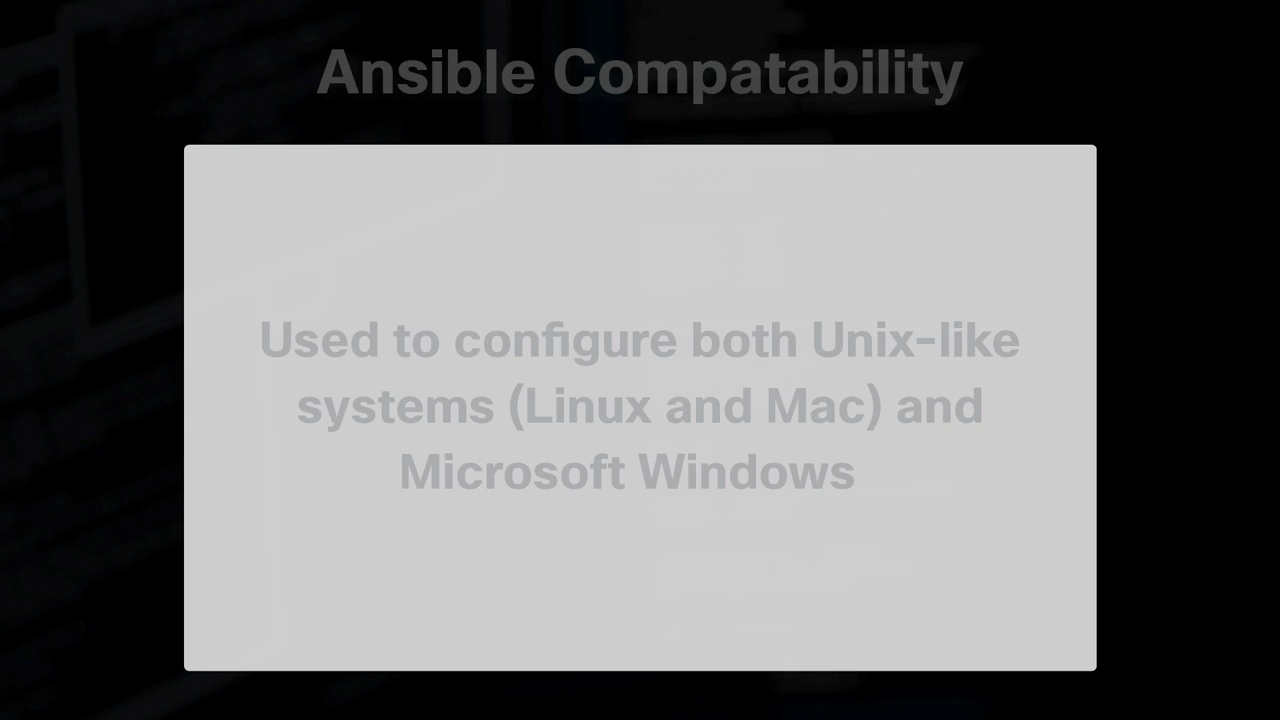 Ansible Compatability
Used to configure both Unix-like
systems (Linux and Mac) and
Microsoft Windows